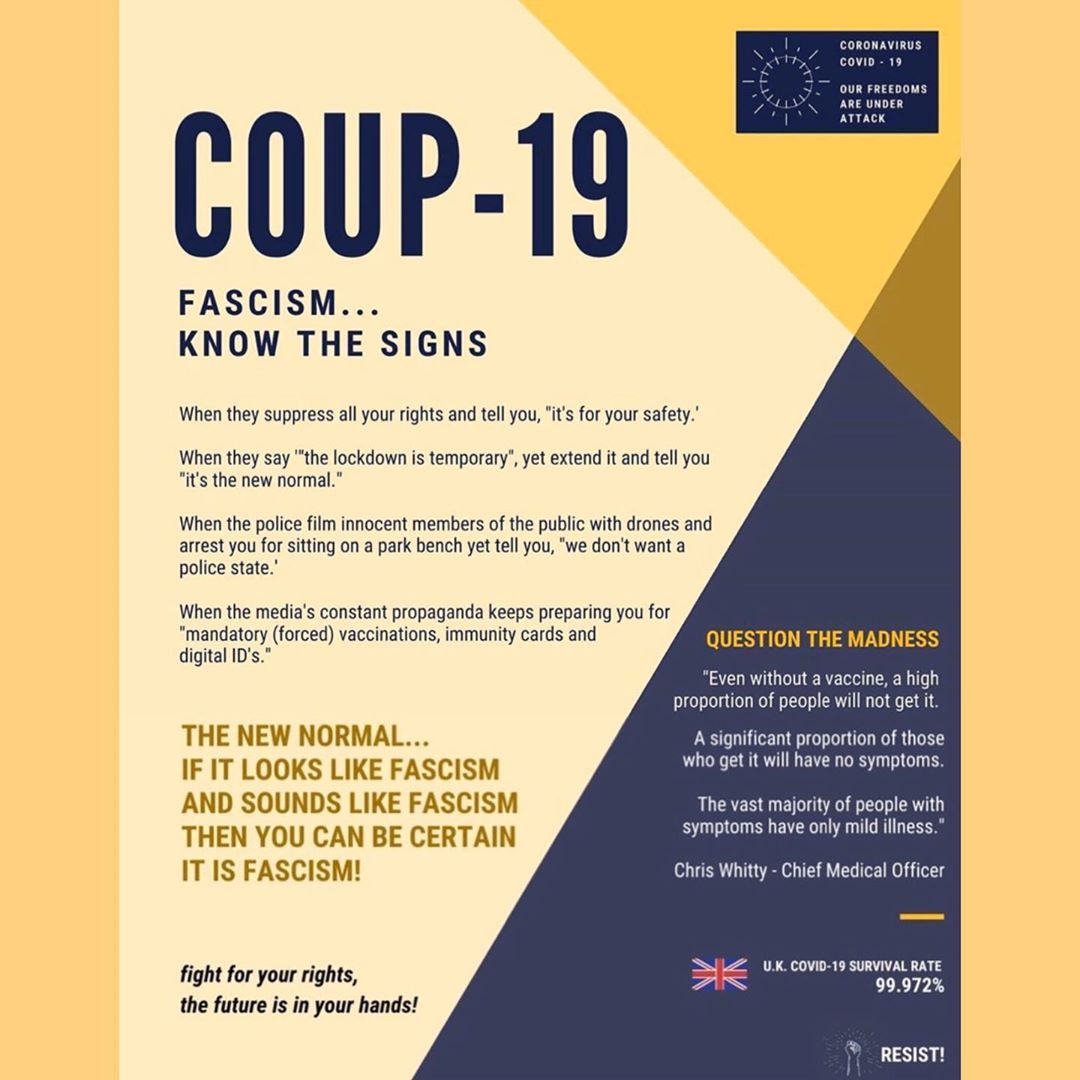 CORONAVIRUS
COVID - 19
OUR FREEDOMS
ARE UNDER
ATTACK
COUP-19
FASCISM...
KNOW THE SIGNS
When they suppress all your rights and tell you, "it's for your safety.'
When they say '"the lockdown is temporary", yet extend it and tell you
"it's the new normal."
When the police film innocent members of the public with drones and
arrest you for sitting on a park bench yet tell you, "we don't want a
police state.'
When the media's constant propaganda keeps preparing you for
"mandatory (forced) vaccinations, immunity cards and
digital ID's."
THE NEW NORMAL...
IF IT LOOKS LIKE FASCISM
AND SOUNDS LIKE FASCISM
THEN YOU CAN BE CERTAIN
IT IS FASCISM!
fight for your rights,
the future is in your hands!
QUESTION THE MADNESS
"Even without a vaccine, a high
proportion of people will not get it.
A significant proportion of those
who get it will have no symptoms.
The vast majority of people with
symptoms have only mild illness."
Chris Whitty - Chief Medical Officer
U.K. COVID-19 SURVIVAL RATE
99.972%
RESIST!